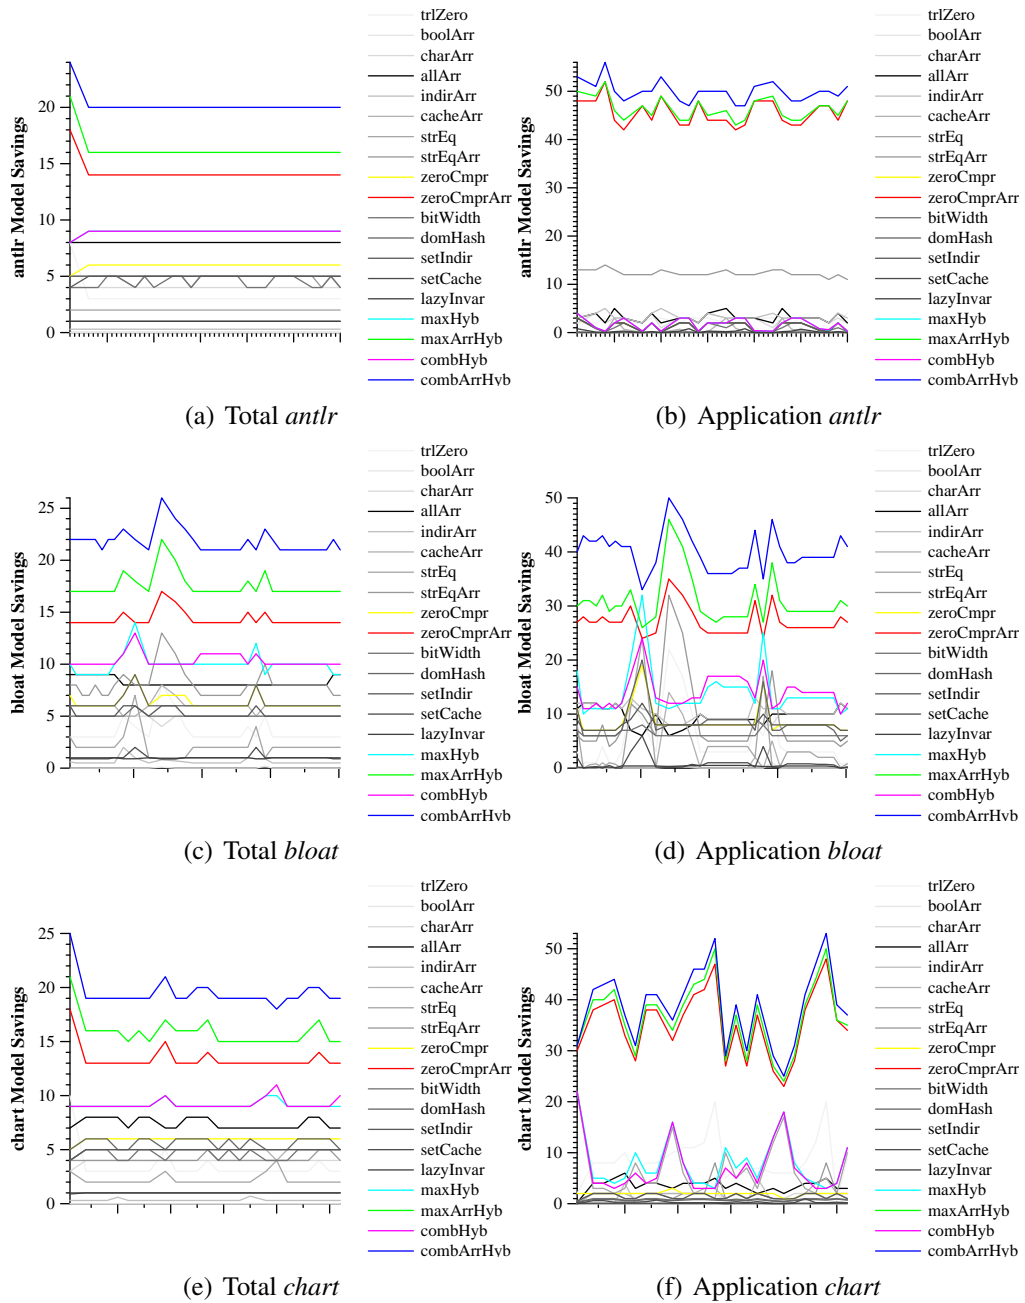 trlZero
boolArr
charArr
allArr
indirArr
cacheArr
strEq
strEqArr
zeroCmpr
zeroCmprArr
bitWidth
domHash
setIndir
setCache
lazyInvar
maxHyb
maxArrHyb
combHyb
combArrHyb
antlr Model Savings
0
5
10
15
20
(a) Total antlr
trlZero
boolArr
charArr
allArr
indirArr
cacheArr
strEq
strEqArr
zeroCmpr
zeroCmprArr
bitWidth
domHash
setIndir
setCache
lazyInvar
maxHyb
maxArrHyb
combHyb
combArrHyb
antlr Model Savings
0
10
20
30
40
50
(b) Application antlr
trlZero
boolArr
charArr
allArr
indirArr
cacheArr
strEq
strEqArr
zeroCmpr
zeroCmprArr
bitWidth
domHash
setIndir
setCache
lazyInvar
maxHyb
maxArrHyb
combHyb
combArrHyb
bloat Model Savings
0
5
10
15
20
25
(c) Total bloat
trlZero
boolArr
charArr
allArr
indirArr
cacheArr
strEq
strEqArr
zeroCmpr
zeroCmprArr
bitWidth
domHash
setIndir
setCache
lazyInvar
maxHyb
maxArrHyb
combHyb
combArrHyb
bloat Model Savings
0
10
20
30
40
50
(d) Application bloat
trlZero
boolArr
charArr
allArr
indirArr
cacheArr
strEq
strEqArr
zeroCmpr
zeroCmprArr
bitWidth
domHash
setIndir
setCache
lazyInvar
maxHyb
maxArrHyb
combHyb
combArrHyb
chart Model Savings
0
5
10
15
20
25
(e) Total chart
trlZero
boolArr
charArr
allArr
indirArr
cacheArr
strEq
strEqArr
zeroCmpr
zeroCmprArr
bitWidth
domHash
setIndir
setCache
lazyInvar
maxHyb
maxArrHyb
combHyb
combArrHyb
chart Model Savings
0
10
20
30
40
50
(f) Application chart